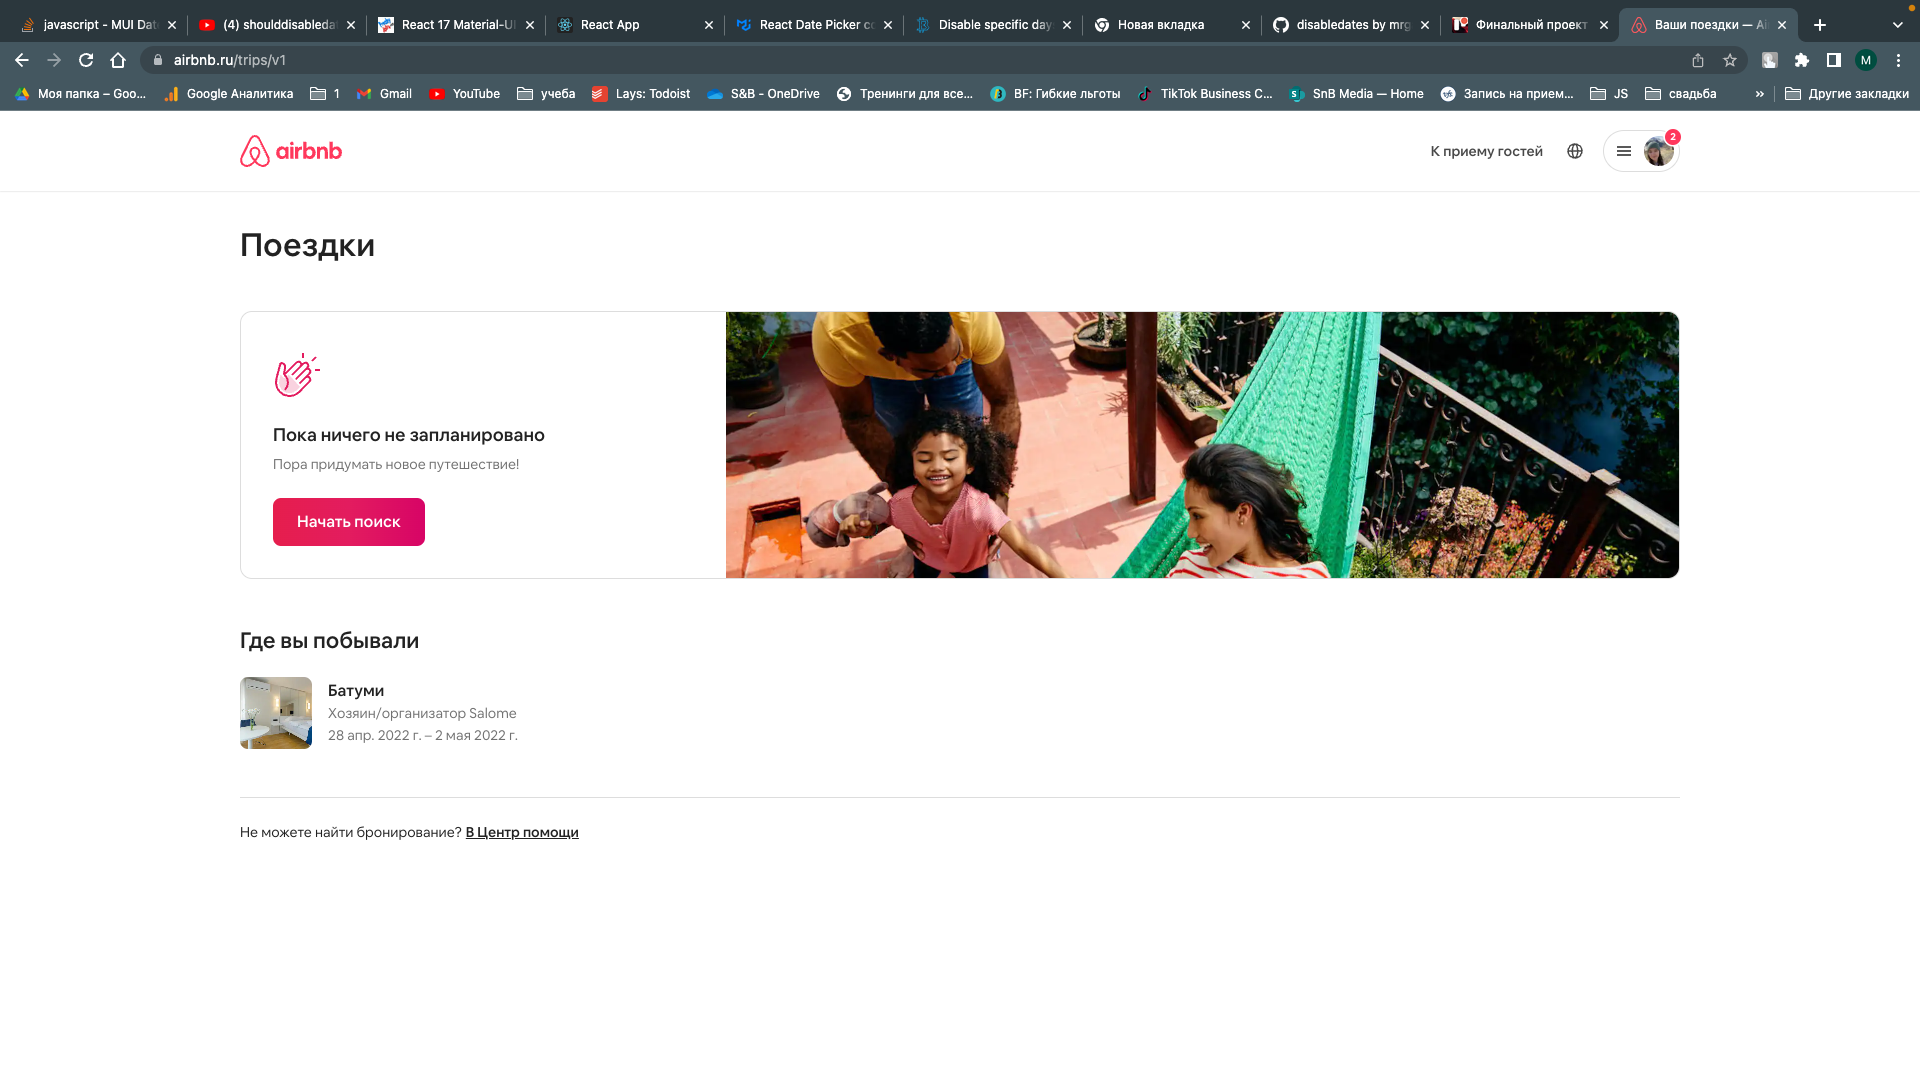 javascript - MUI Dat
(4) shoulddisabledat
React 17 Material-UI
React App
React Date Picker co
Disable specific day
Новая вкладка
disabledates by mrg
Финальный проект
Ваши поездки — Ai
airbnb.ru/trips/v1
M
Моя папка – Goo...
Google Аналитика
1
Gmail
YouTube
учеба
Lays: Todoist
S&B - OneDrive
Тренинги для все...
BF: Гибкие льготы
TikTok Business C...
SnB Media — Home
Запись на прием...
JS
свадьба
»
Другие закладки
airbnb
К приему гостей
2
Поездки
Пока ничего не запланировано
Пора придумать новое путешествие!
Начать поиск
Где вы побывали
Батуми
Хозяин/организатор Salome
28 апр. 2022 г. – 2 мая 2022 г.
Не можете найти бронирование? В Центр помощи